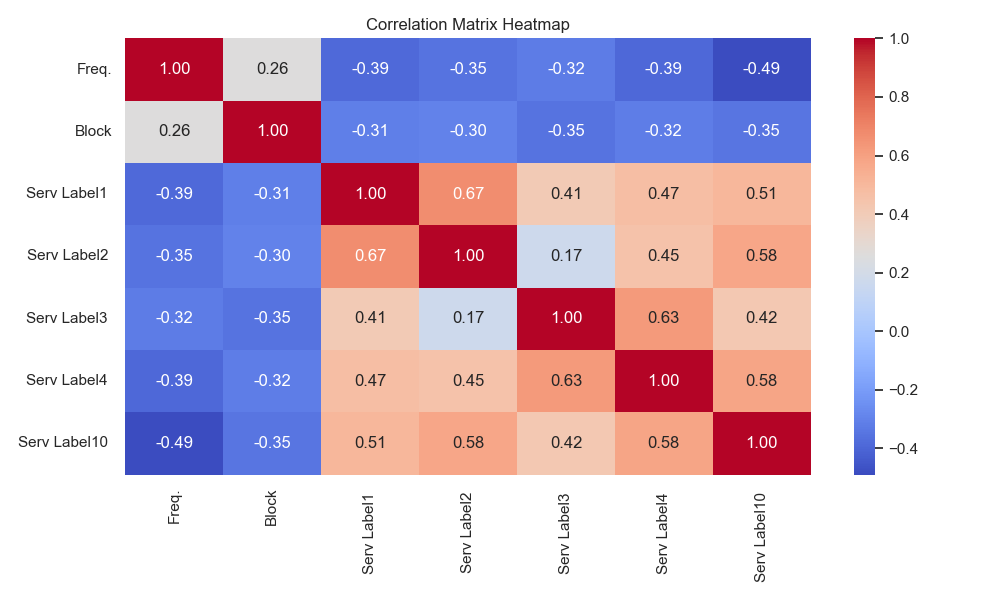 Correlation Matrix Heatmap
Freq. 1.00 0.26 -0.39 -0.35 -0.32 -0.39 -0.49
Block 0.26 1.00 -0.31 -0.30 -0.35 -0.32 -0.35
Serv Label1 -0.39 -0.31 1.00 0.67 0.41 0.47 0.51
Serv Label2 -0.35 -0.30 0.67 1.00 0.17 0.45 0.58
Serv Label3 -0.32 -0.35 0.41 0.17 1.00 0.63 0.42
Serv Label4 -0.39 -0.32 0.47 0.45 0.63 1.00 0.58
Serv Label10 -0.49 -0.35 0.51 0.58 0.42 0.58 1.00
Freq.
Block
Serv Label1
Serv Label2
Serv Label3
Serv Label4
Serv Label10
1.0
0.8
0.6
0.4
0.2
0.0
−0.2
−0.4